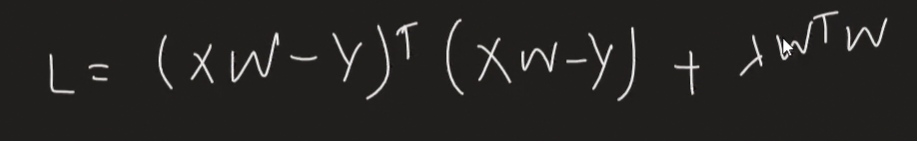 L = (XW - Y)ᵀ (XW - Y) + λWᵀW